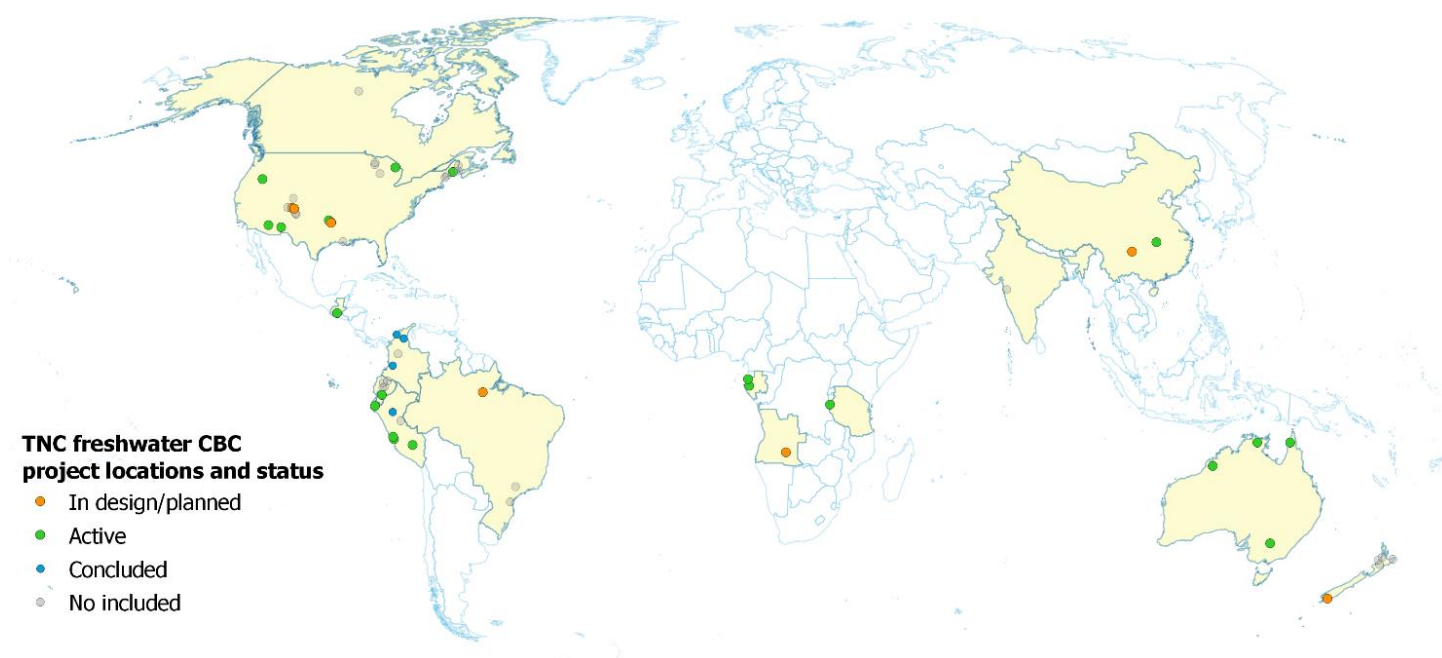 TNC freshwater CBC
project locations and status
In design/planned
Active
Concluded
No included